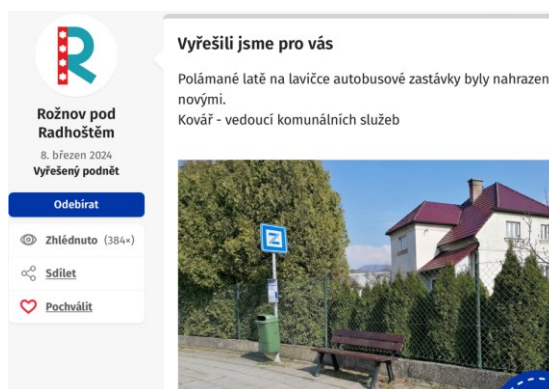 Rožnov pod
Radhoštěm
8. březen 2024
Vyřešený podnět
Odebírat
Zhlédnuto (384×)
Sdílet
Pochválit
Vyřešili jsme pro vás
Polámané latě na lavičce autobusové zastávky byly nahrazen
novými.
Kovář - vedoucí komunálních služeb